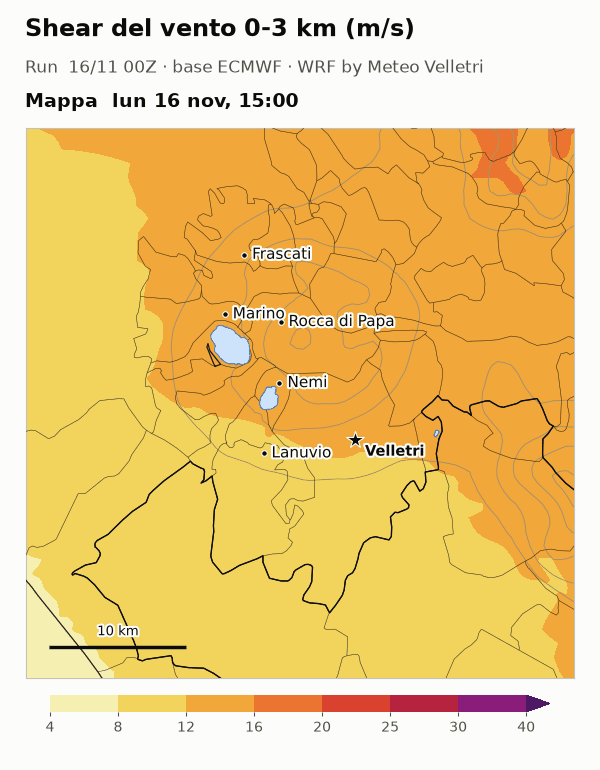 Shear del vento 0-3 km (m/s)
Run  16/11 00Z · base ECMWF · WRF by Meteo Velletri
Mappa  lun 16 nov, 15:00
Frascati
Marino
Rocca di Papa
Nemi
Velletri
Lanuvio
10 km
4 8 12 16 20 25 30 40